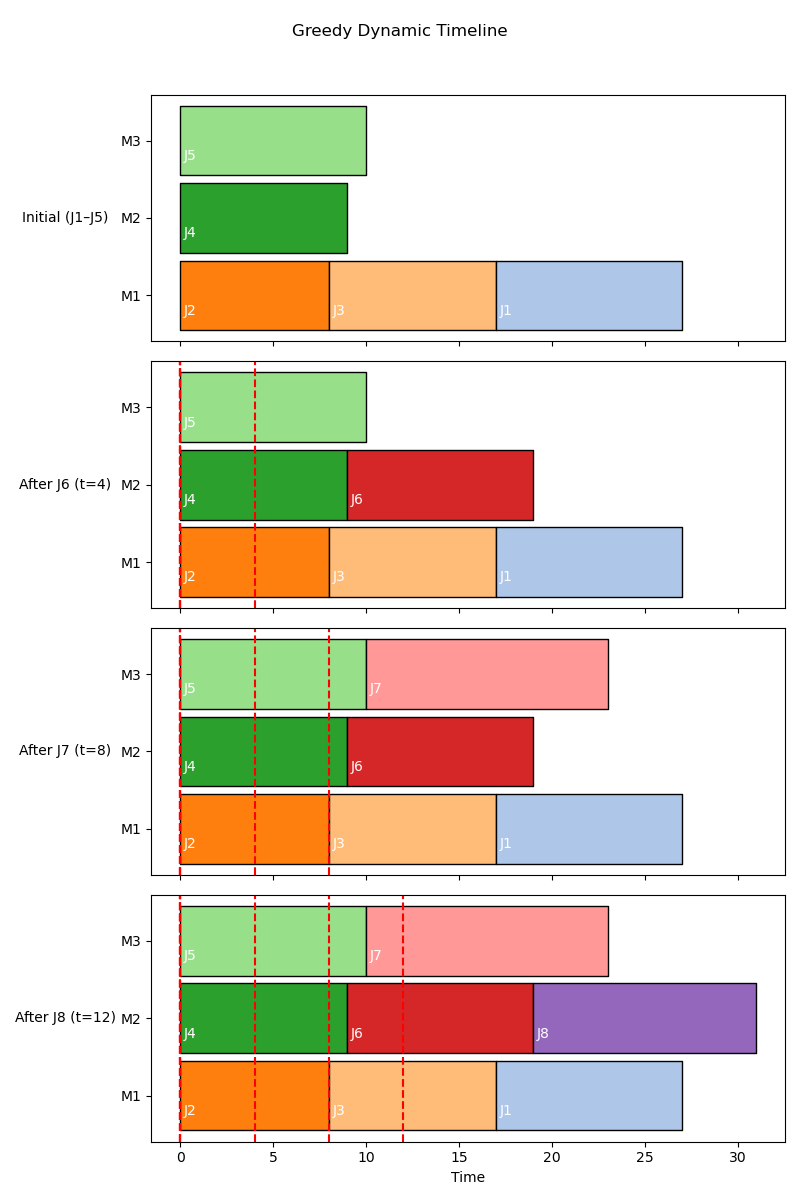 Greedy Dynamic Timeline
M3
J5
Initial (J1–J5)
M2
J4
M1
J2
J3
J1
M3
J5
After J6 (t=4)
M2
J4
J6
M1
J2
J3
J1
M3
J5
J7
After J7 (t=8)
M2
J4
J6
M1
J2
J3
J1
M3
J5
J7
After J8 (t=12)
M2
J4
J6
J8
M1
J2
J3
J1
0 5 10 15 20 25 30
Time